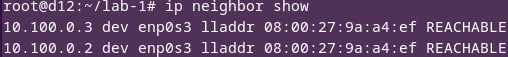 root@d12:~/lab-1# ip neighbor show
10.100.0.3 dev enp0s3 lladdr 08:00:27:9a:a4:ef REACHABLE
10.100.0.2 dev enp0s3 lladdr 08:00:27:9a:a4:ef REACHABLE